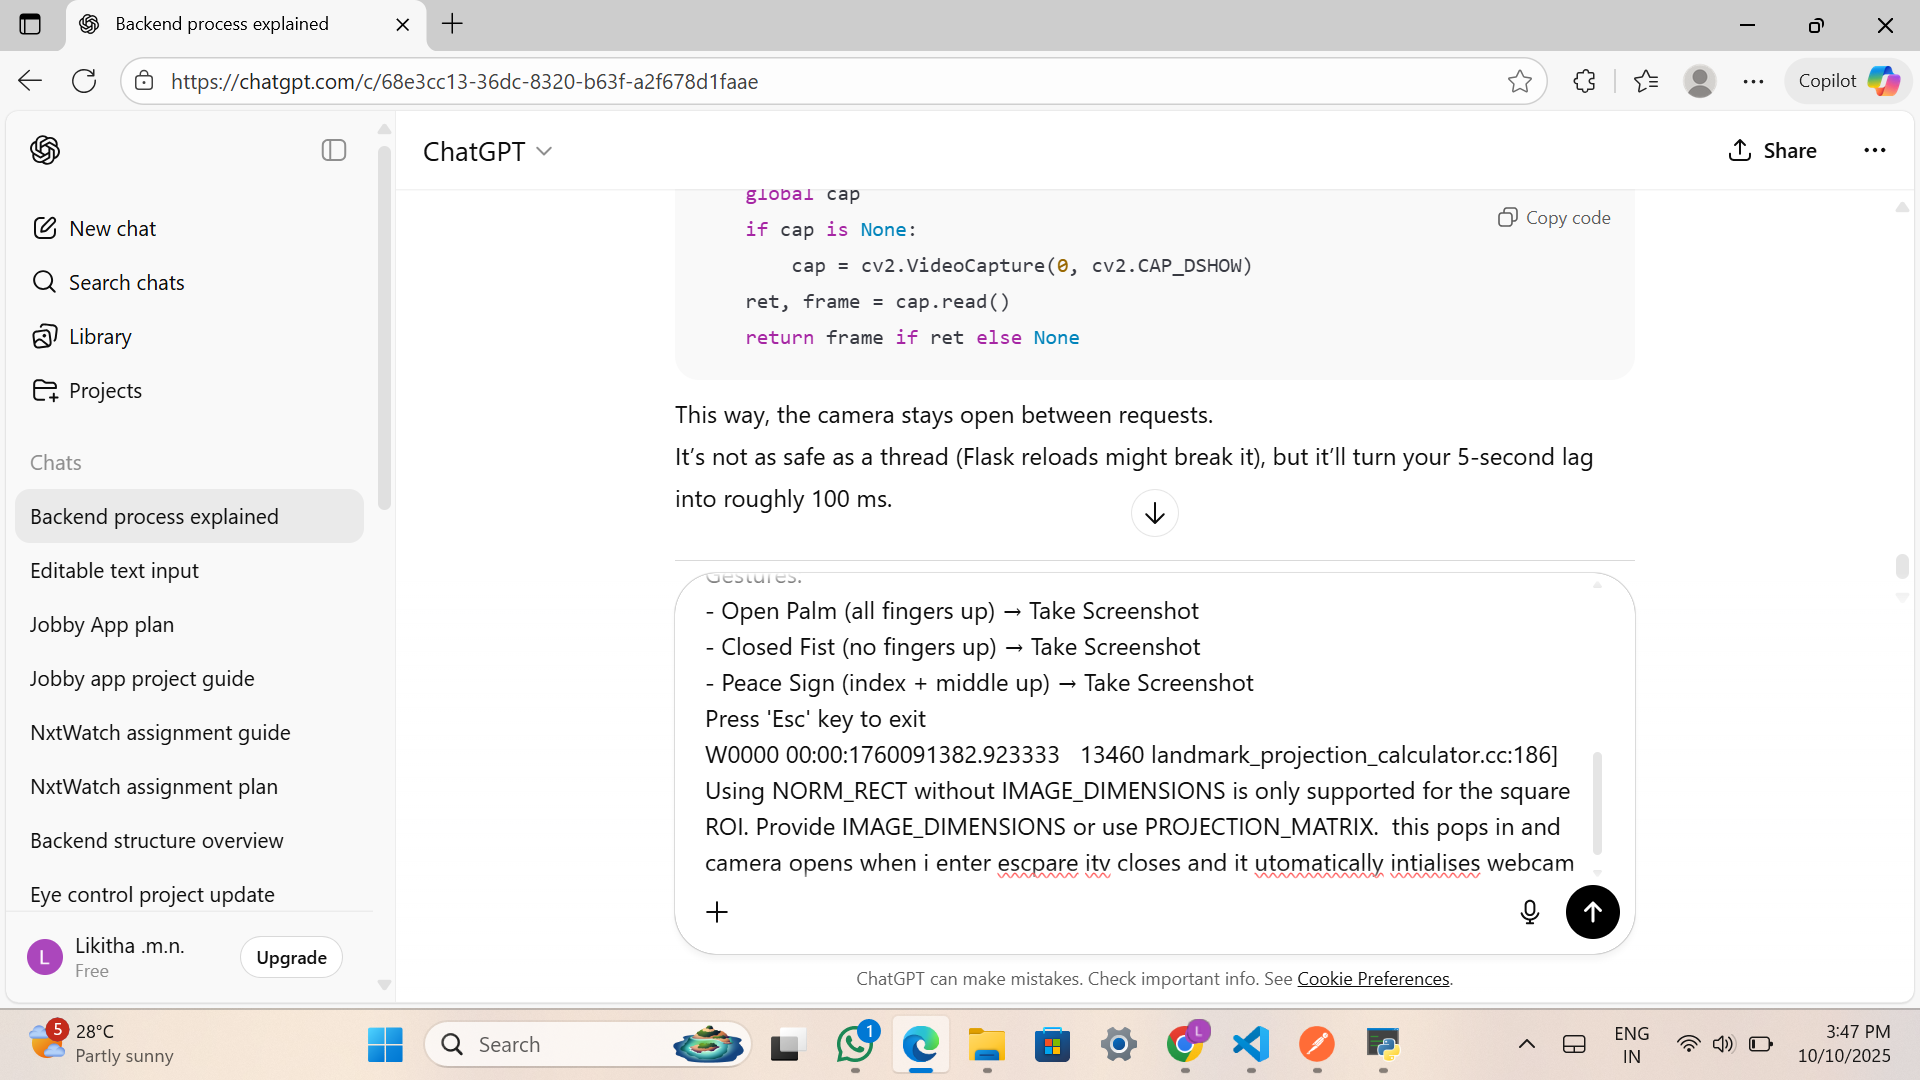 Backend process explained
https://chatgpt.com/c/68e3cc13-36dc-8320-b63f-a2f678d1faae
Copilot
ChatGPT
Share
New chat
Search chats
Library
Projects
Chats
Backend process explained
Editable text input
Jobby App plan
Jobby app project guide
NxtWatch assignment guide
NxtWatch assignment plan
Backend structure overview
Eye control project update
L
Likitha .m.n.
Free
Upgrade
global cap
Copy code
if cap is None:
cap = cv2.VideoCapture(0, cv2.CAP_DSHOW)
ret, frame = cap.read()
return frame if ret else None
This way, the camera stays open between requests.
It’s not as safe as a thread (Flask reloads might break it), but it’ll turn your 5-second lag
into roughly 100 ms.
Gestures:
- Open Palm (all fingers up) → Take Screenshot
- Closed Fist (no fingers up) → Take Screenshot
- Peace Sign (index + middle up) → Take Screenshot
Press 'Esc' key to exit
W0000 00:00:1760091382.923333   13460 landmark_projection_calculator.cc:186]
Using NORM_RECT without IMAGE_DIMENSIONS is only supported for the square
ROI. Provide IMAGE_DIMENSIONS or use PROJECTION_MATRIX.  this pops in and
camera opens when i enter escpare itv closes and it utomatically intialises webcam
ChatGPT can make mistakes. Check important info. See Cookie Preferences.
5
28°C
Partly sunny
Search
1
L
ENG
IN
3:47 PM
10/10/2025